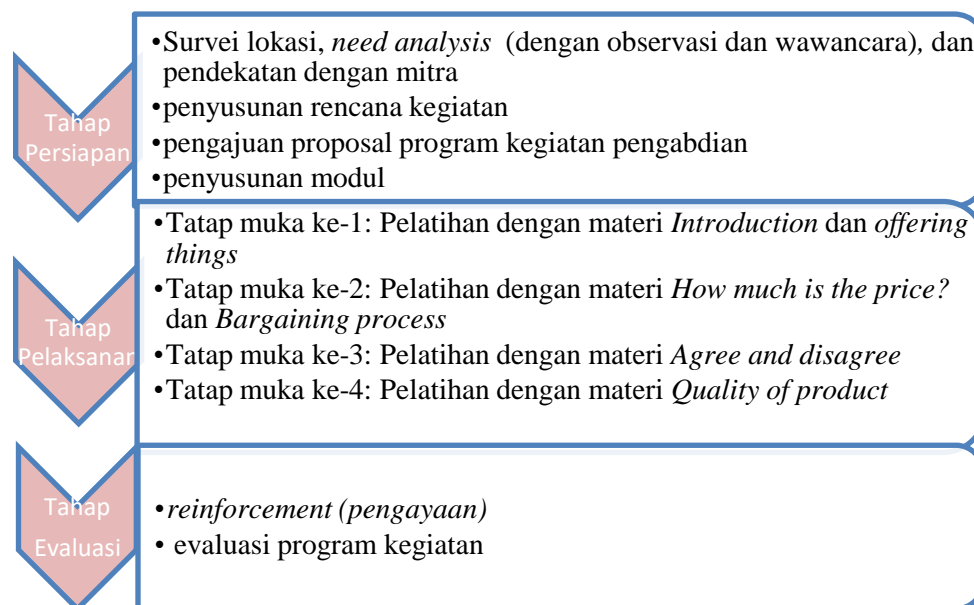 Tahap
Persiapan
•Survei lokasi, need analysis (dengan observasi dan wawancara), dan
pendekatan dengan mitra
•penyusunan rencana kegiatan
•pengajuan proposal program kegiatan pengabdian
•penyusunan modul
Tahap
Pelaksanan
•Tatap muka ke-1: Pelatihan dengan materi Introduction dan offering
things
•Tatap muka ke-2: Pelatihan dengan materi How much is the price?
dan Bargaining process
•Tatap muka ke-3: Pelatihan dengan materi Agree and disagree
•Tatap muka ke-4: Pelatihan dengan materi Quality of product
Tahap
Evaluasi
•reinforcement (pengayaan)
• evaluasi program kegiatan